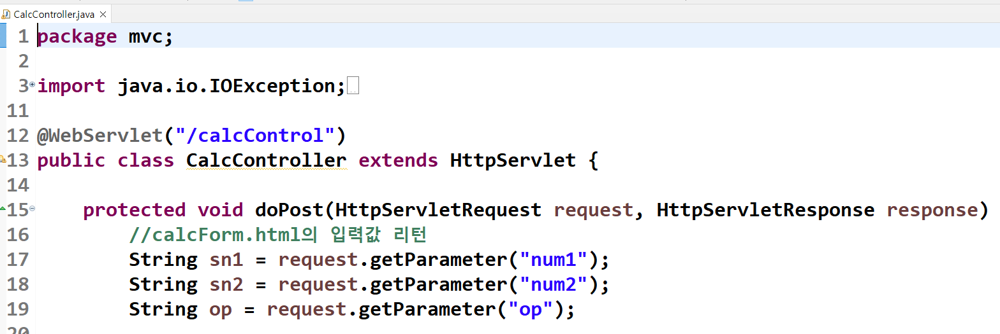 CalcController.java
1 package mvc;
2
3 import java.io.IOException;
11
12 @WebServlet("/calcControl")
13 public class CalcController extends HttpServlet {
14
15 protected void doPost(HttpServletRequest request, HttpServletResponse response)
16 //calcForm.html의 입력값 리턴
17 String sn1 = request.getParameter("num1");
18 String sn2 = request.getParameter("num2");
19 String op = request.getParameter("op");
20